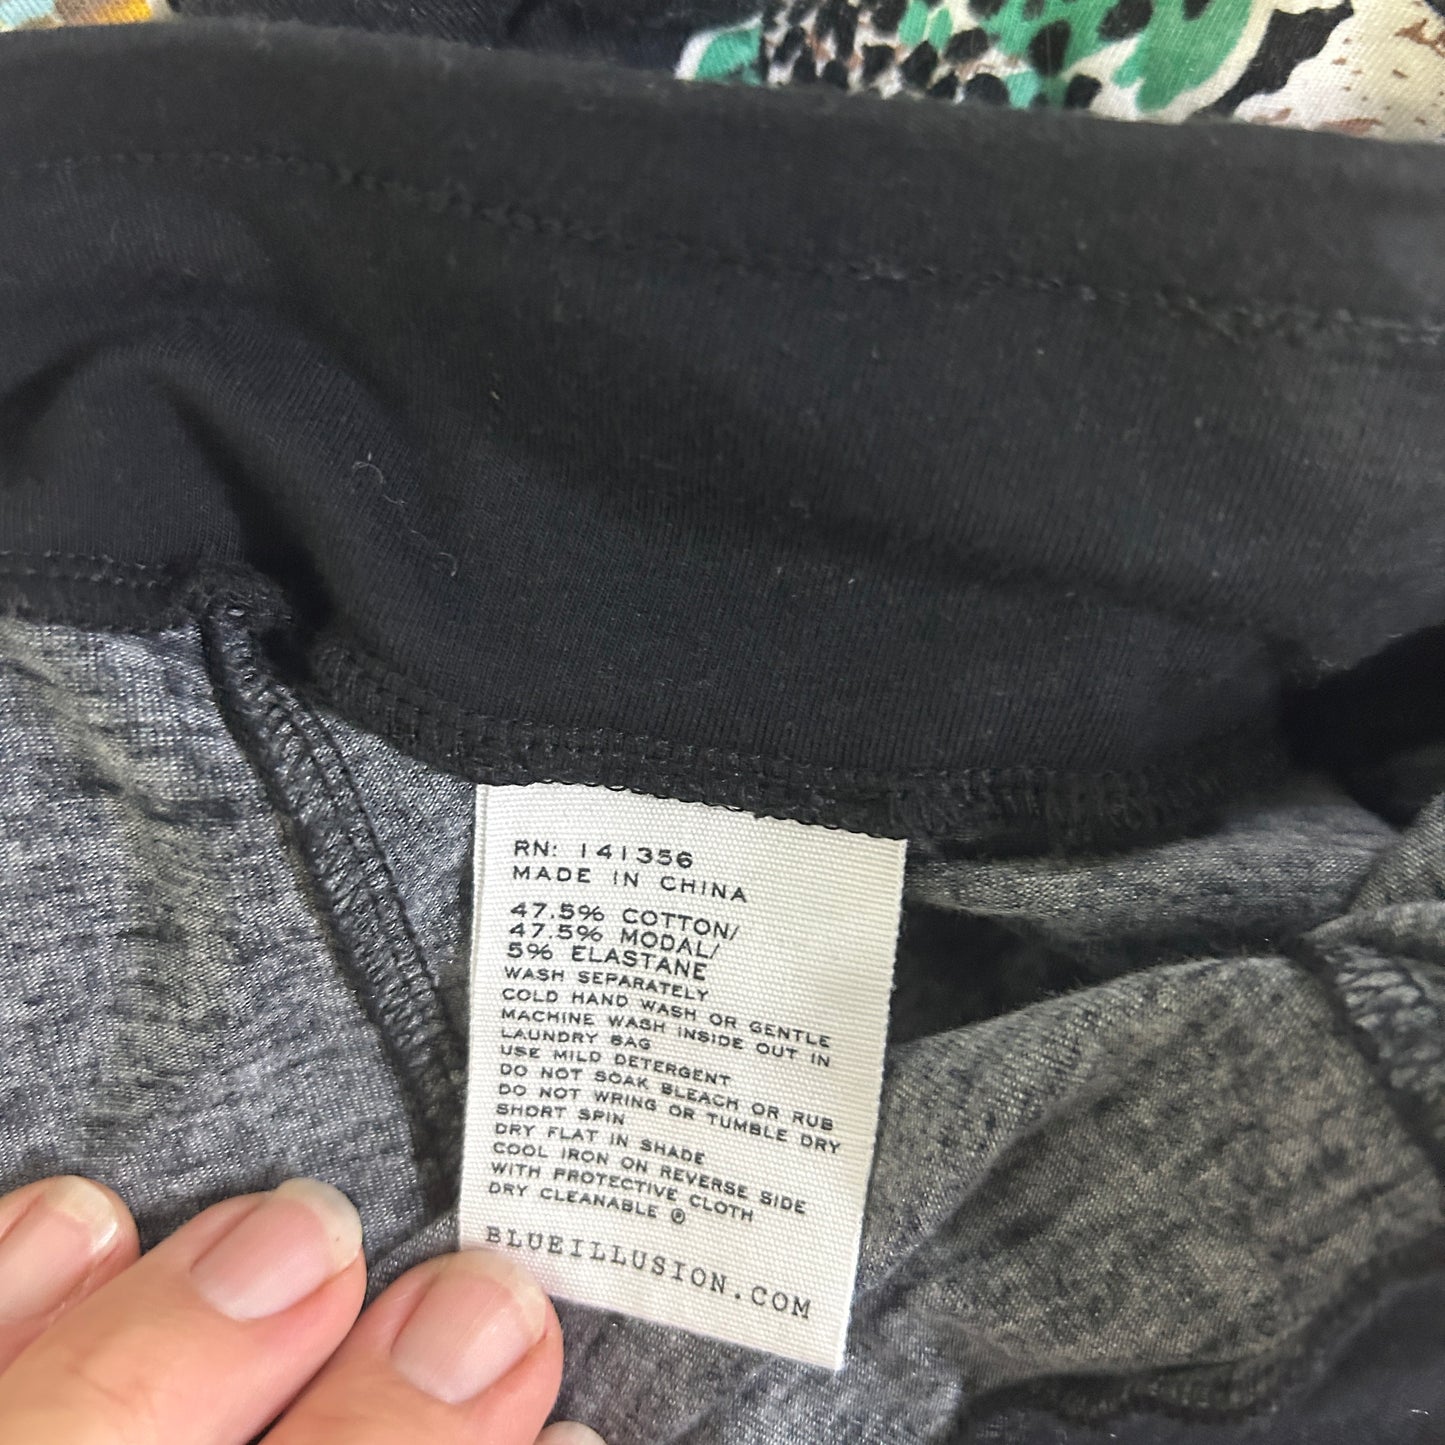 RN: 141356
MADE IN CHINA
47.5% COTTON/
47.5% MODAL/
5% ELASTANE
WASH SEPARATELY
COLD HAND WASH OR GENTLE
MACHINE WASH INSIDE OUT IN
LAUNDRY BAG
USE MILD DETERGENT
DO NOT SOAK BLEACH OR RUB
DO NOT WRING OR TUMBLE DRY
SHORT SPIN
DRY FLAT IN SHADE
COOL IRON ON REVERSE SIDE
WITH PROTECTIVE CLOTH
DRY CLEANABLE Ⓟ
BLUEILLUSION.COM